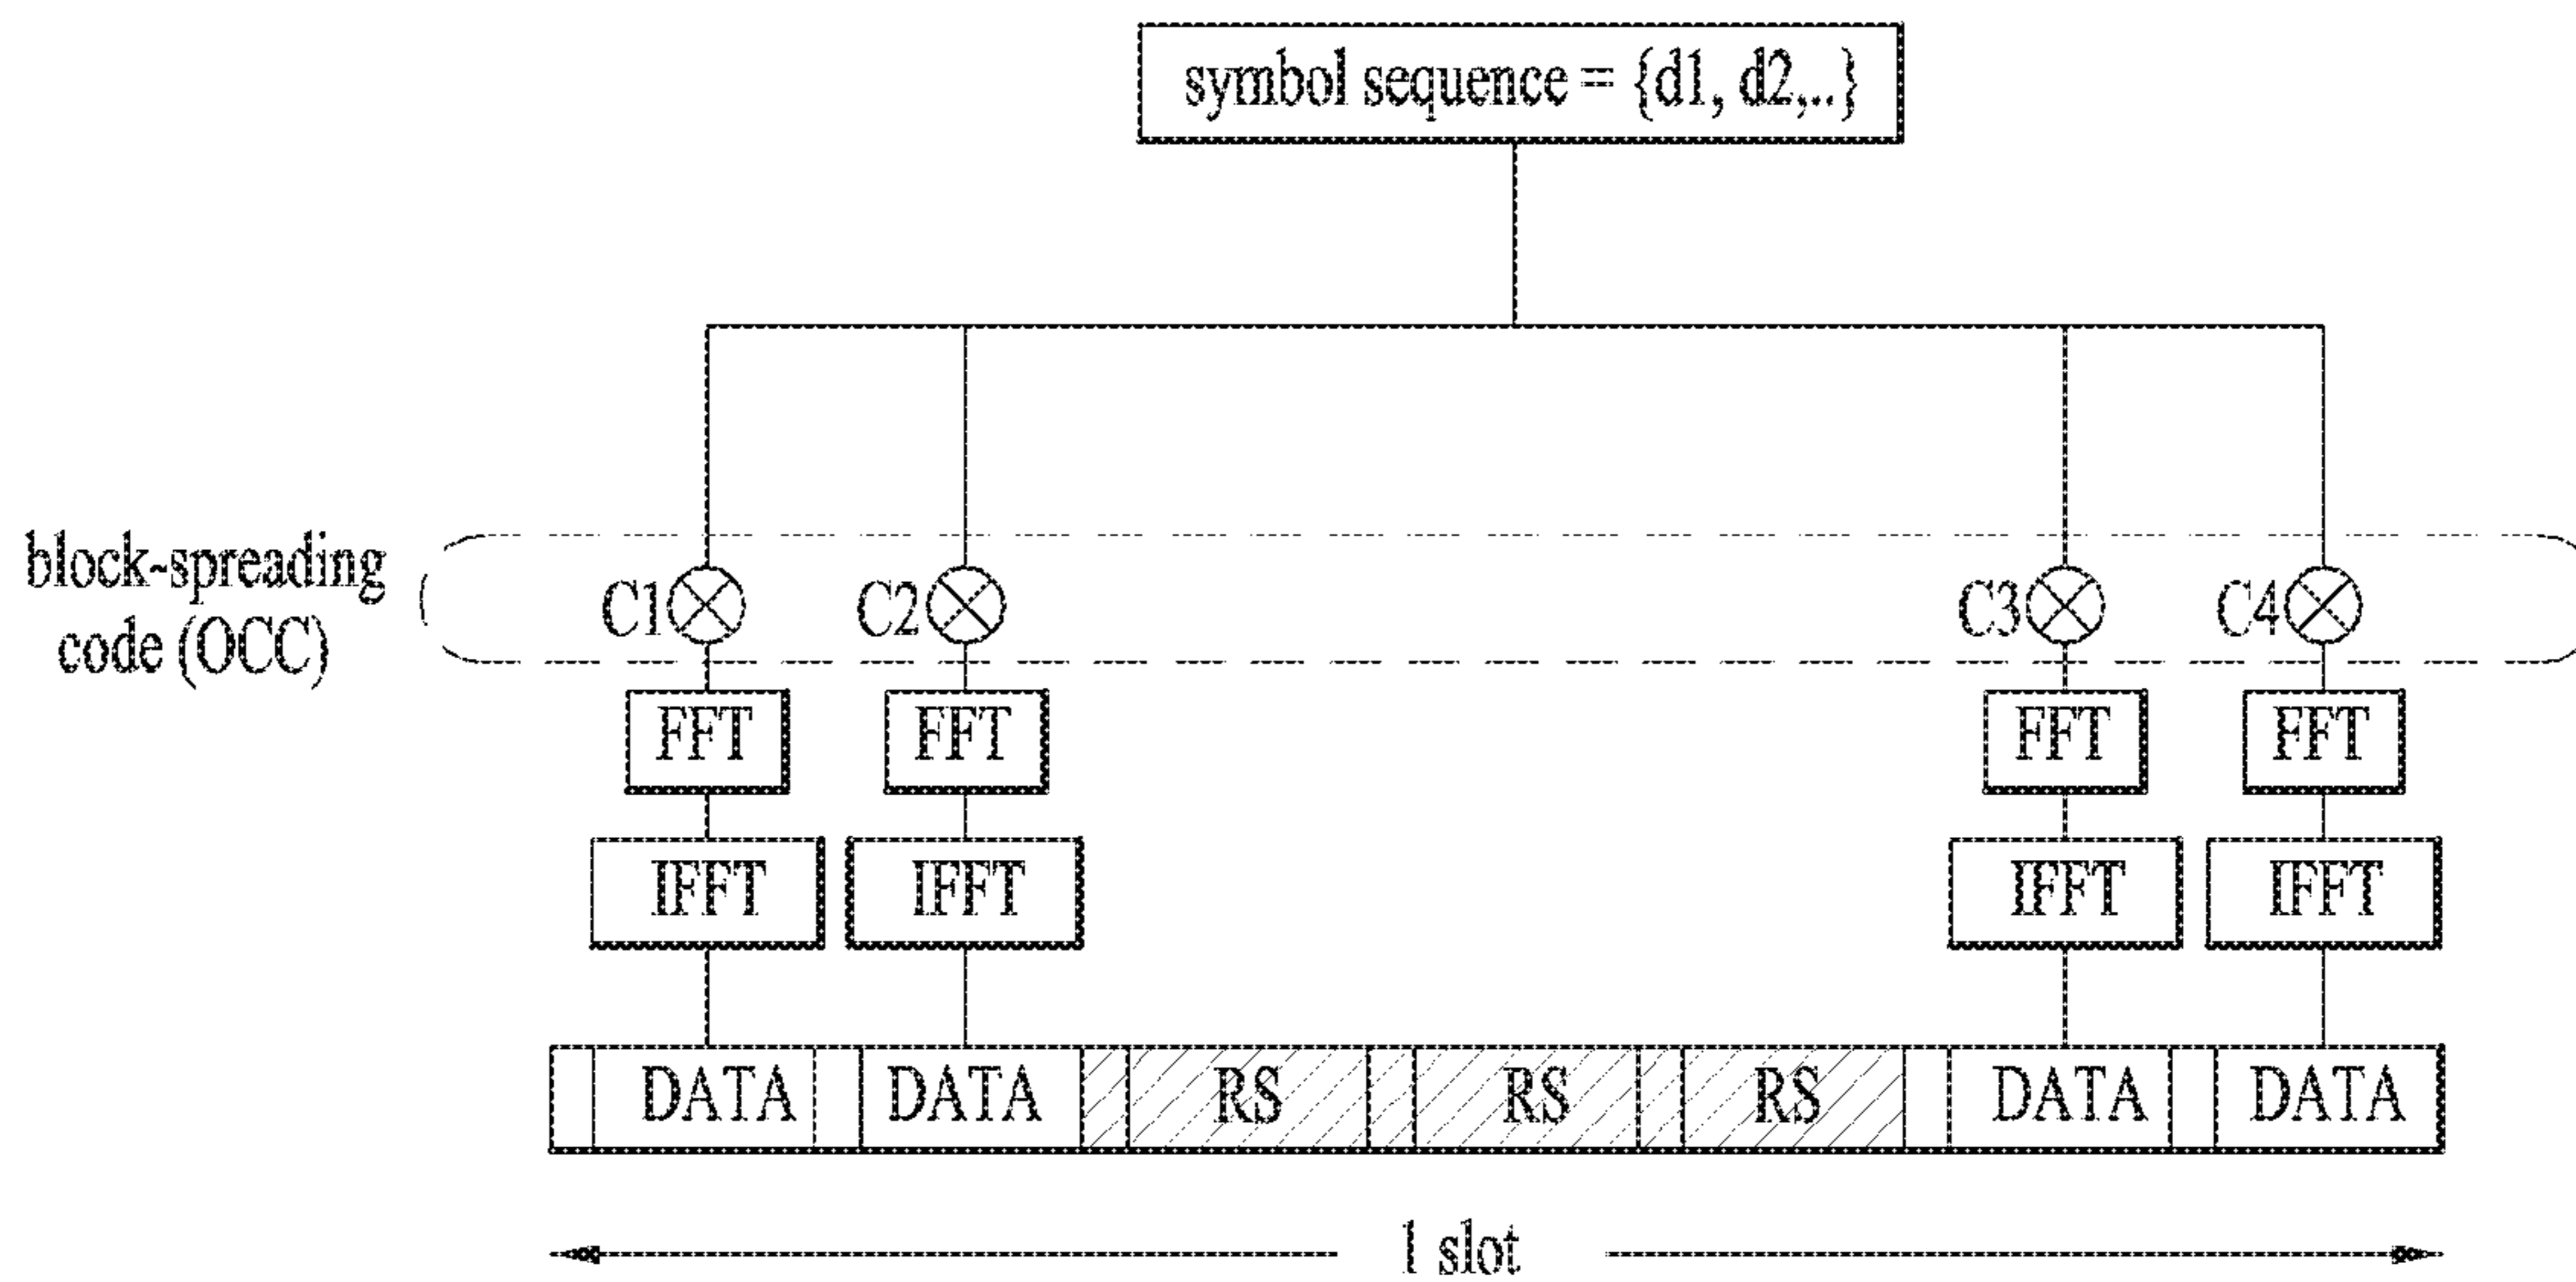 symbol sequence = {d1, d2,..}
block-spreading
code (OCC)
C1 C2 C3 C4
FFT FFT FFT FFT
IFFT IFFT IFFT IFFT
DATA DATA RS RS RS DATA DATA
1 slot